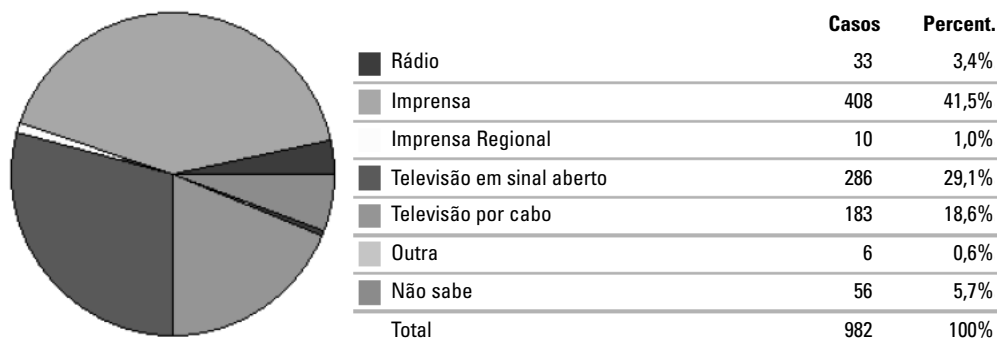 Casos Percent.
Rádio 33 3,4%
Imprensa 408 41,5%
Imprensa Regional 10 1,0%
Televisão em sinal aberto 286 29,1%
Televisão por cabo 183 18,6%
Outra 6 0,6%
Não sabe 56 5,7%
Total 982 100%